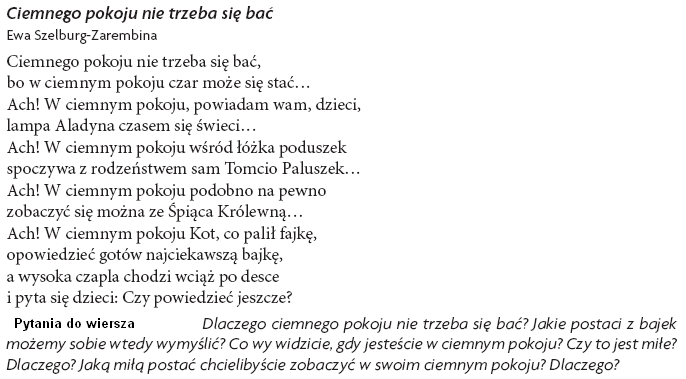 Ciemnego pokoju nie trzeba się bać
Ewa Szelburg-Zarembina
Ciemnego pokoju nie trzeba się bać,
bo w ciemnym pokoju czar może się stać…
Ach! W ciemnym pokoju, powiadam wam, dzieci,
lampa Aladyna czasem się świeci…
Ach! W ciemnym pokoju wśród łóżka poduszek
spoczywa z rodzeństwem sam Tomcio Paluszek…
Ach! W ciemnym pokoju podobno na pewno
zobaczyć się można ze Śpiąca Królewną…
Ach! W ciemnym pokoju Kot, co palił fajkę,
opowiedzieć gotów najciekawszą bajkę,
a wysoka czapla chodzi wciąż po desce
i pyta się dzieci: Czy powiedzieć jeszcze?
Pytania do wiersza Dlaczego ciemnego pokoju nie trzeba się bać? Jakie postaci z bajek
możemy sobie wtedy wymyślić? Co wy widzicie, gdy jesteście w ciemnym pokoju? Czy to jest miłe?
Dlaczego? Jaką miłą postać chcielibyście zobaczyć w swoim ciemnym pokoju? Dlaczego?